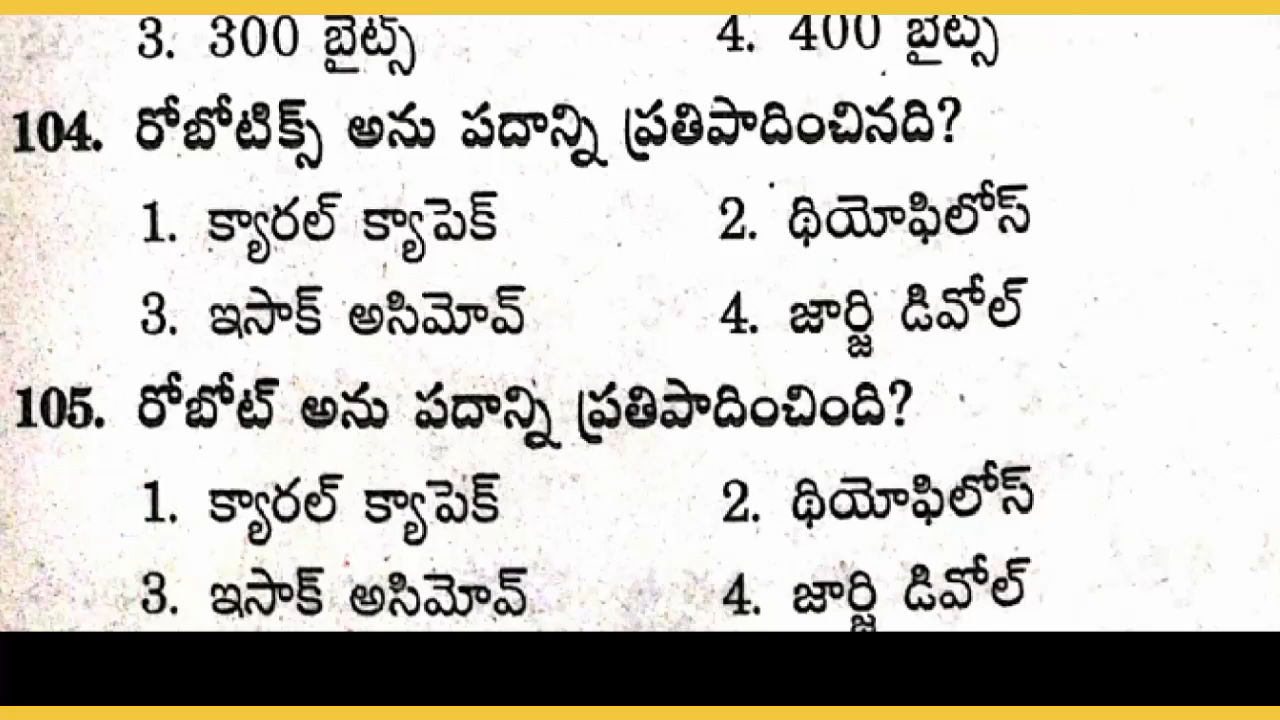 3. 300 బైట్స్ 4. 400 బైట్స్
104. రోబోటిక్స్ అను పదాన్ని ప్రతిపాదించినది?
1. క్యారల్ క్యాపెక్ 2. థియోఫిలోస్
3. ఇసాక్ అసిమోవ్ 4. జార్జి డివోల్
105. రోబోట్ అను పదాన్ని ప్రతిపాదించింది?
1. క్యారల్ క్యాపెక్ 2. థియోఫిలోస్
3. ఇసాక్ అసిమోవ్ 4. జార్జి డివోల్